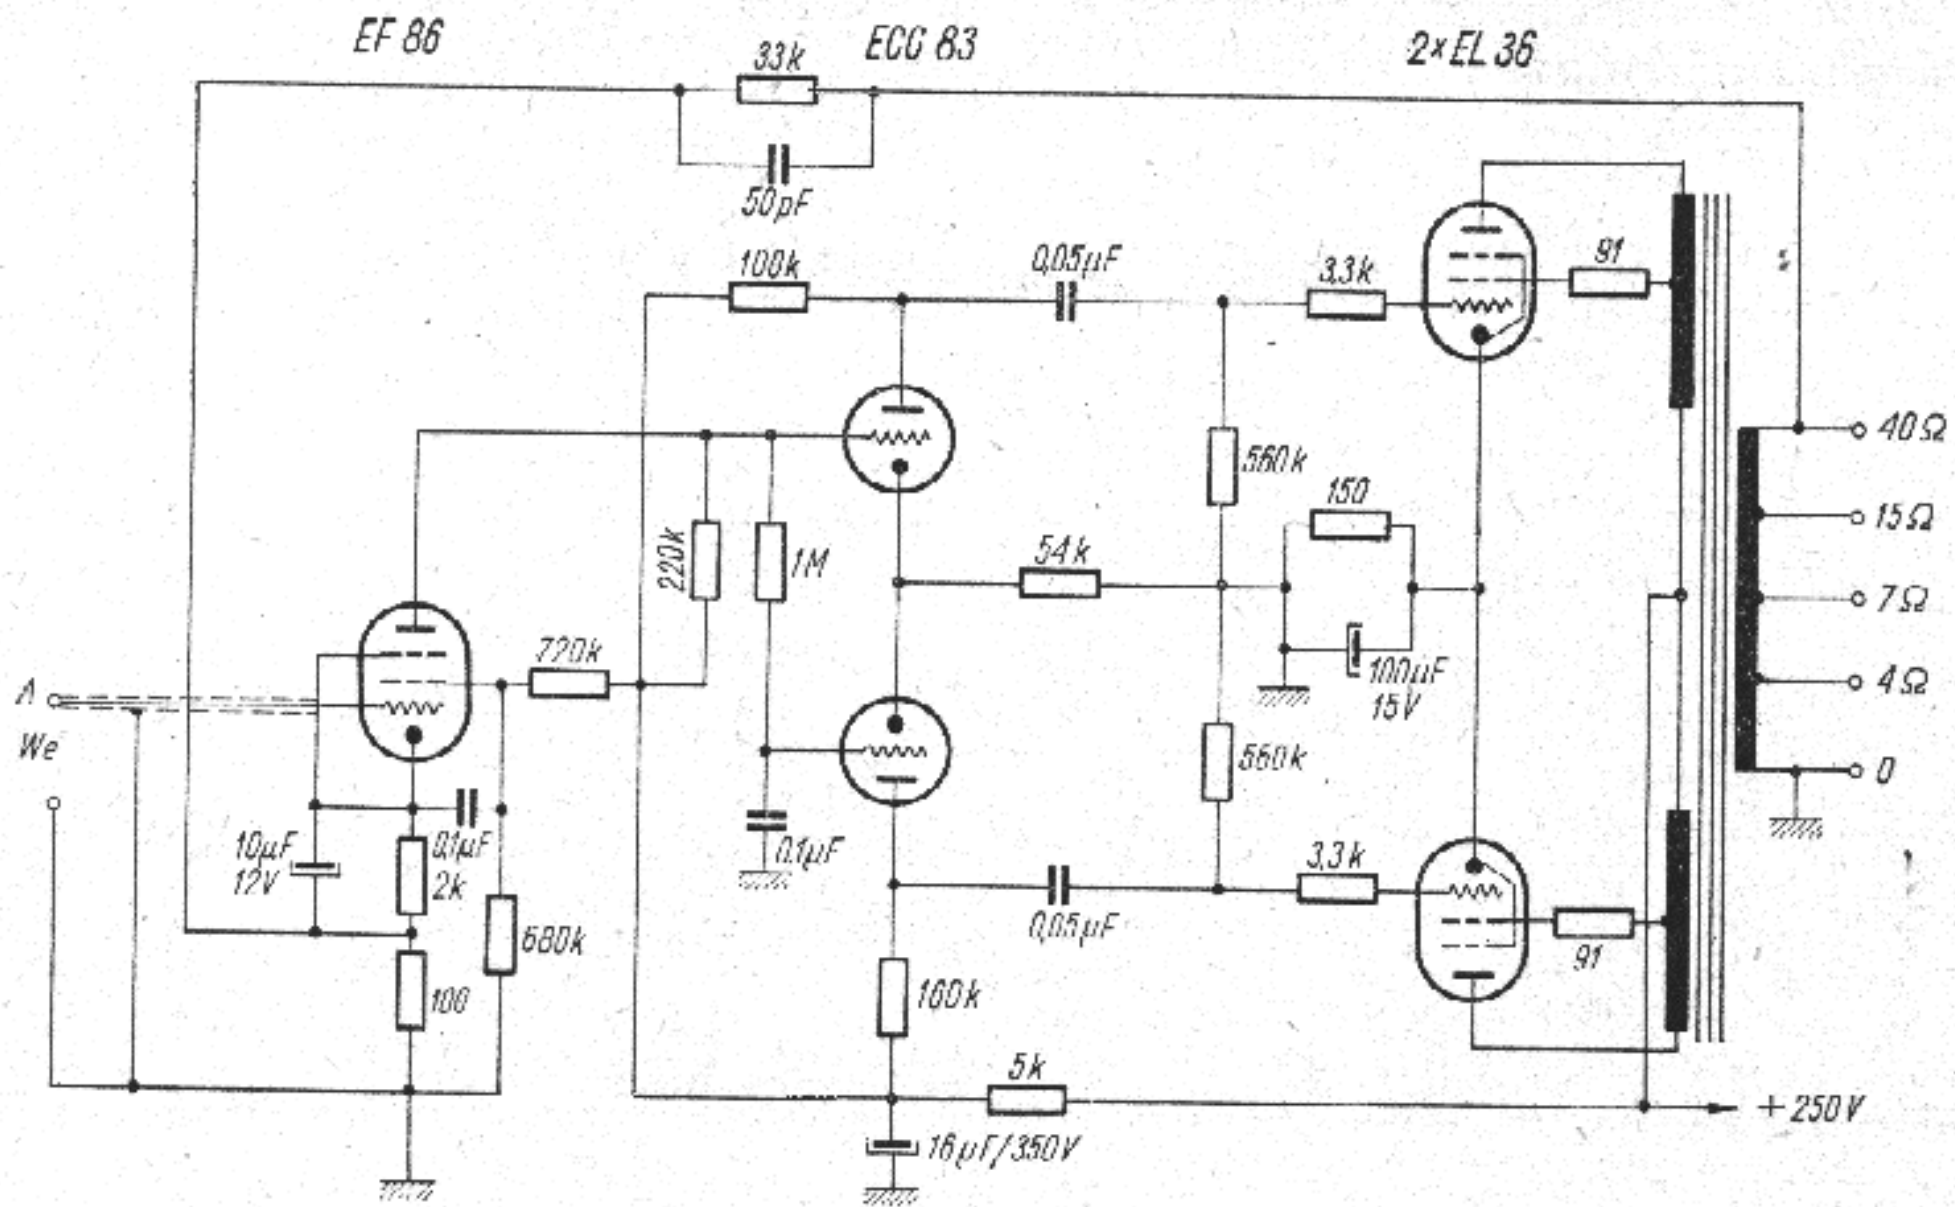 EF 86
ECC 83
2×EL 36
33k
50pF
100k
0,05µF
3,3k
91
40Ω
560k
150
15Ω
220k
1M
54k
7Ω
720k
100µF
15V
4Ω
A
We
560k
0
10µF
12V
0,1µF
2k
0,1µF
3,3k
680k
0,05µF
91
100
160k
5k
+250V
16µF/350V